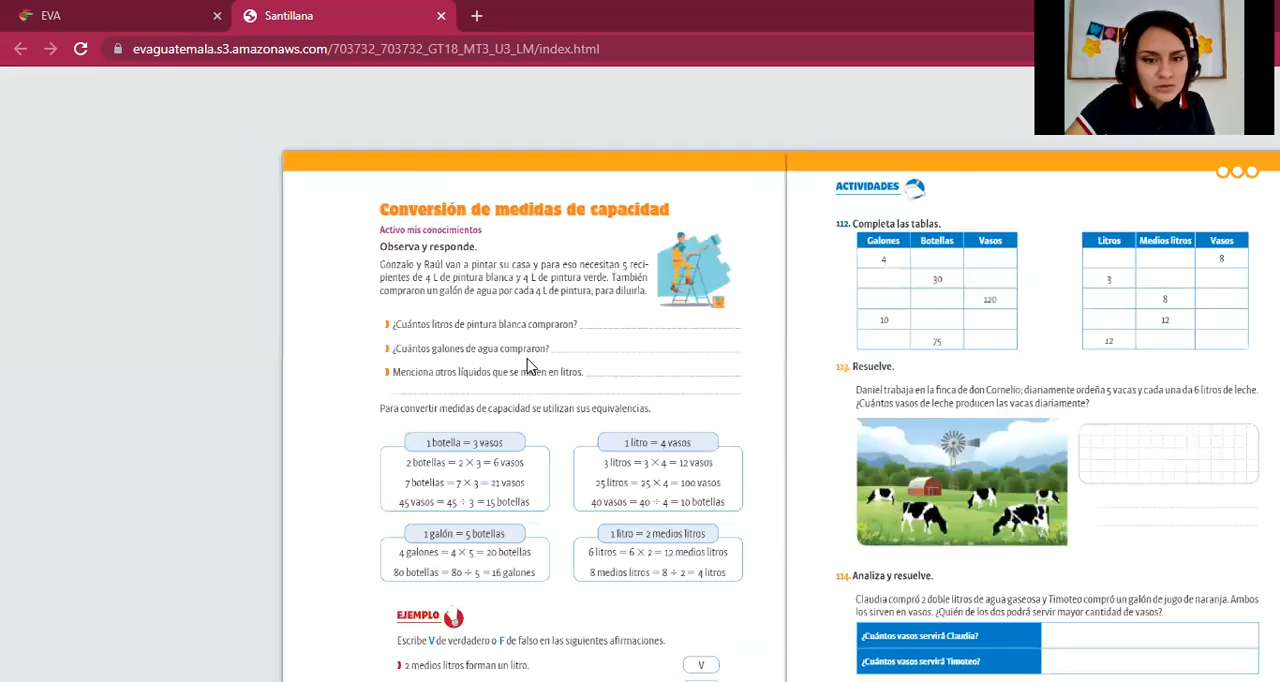 EVA
Santillana
evaguatemala.s3.amazonaws.com/703732_703732_GT18_MT3_U3_LM/index.html
Conversión de medidas de capacidad
Activo mis conocimientos
Observa y responde.
Gonzalo y Raúl van a pintar su casa y para eso necesitan 5 reci-
pientes de 4 L de pintura blanca y 4 L de pintura verde. También
compraron un galón de agua por cada 4 L de pintura, para diluirla.
¿Cuántos litros de pintura blanca compraron?
¿Cuántos galones de agua compraron?
Menciona otros líquidos que se miden en litros.
Para convertir medidas de capacidad se utilizan sus equivalencias.
1 botella = 3 vasos
2 botellas = 2 × 3 = 6 vasos
7 botellas = 7 × 3 = 21 vasos
45 vasos = 45 ÷ 3 = 15 botellas
1 litro = 4 vasos
3 litros = 3 × 4 = 12 vasos
25 litros = 25 × 4 = 100 vasos
40 vasos = 40 ÷ 4 = 10 botellas
1 galón = 5 botellas
4 galones = 4 × 5 = 20 botellas
80 botellas = 80 ÷ 5 = 16 galones
1 litro = 2 medios litros
6 litros = 6 × 2 = 12 medios litros
8 medios litros = 8 ÷ 2 = 4 litros
EJEMPLO
Escribe V de verdadero o F de falso en las siguientes afirmaciones.
2 medios litros forman un litro. V
ACTIVIDADES
112. Completa las tablas.
Galones Botellas Vasos
4
30
120
10
75
Litros Medios litros Vasos
8
3
8
12
12
113. Resuelve.
Daniel trabaja en la finca de don Cornelio; diariamente ordeña 5 vacas y cada una da 6 litros de leche.
¿Cuántos vasos de leche producen las vacas diariamente?
114. Analiza y resuelve.
Claudia compró 2 doble litros de agua gaseosa y Timoteo compró un galón de jugo de naranja. Ambos
los sirven en vasos. ¿Quién de los dos podrá servir mayor cantidad de vasos?
¿Cuántos vasos servirá Claudia?
¿Cuántos vasos servirá Timoteo?